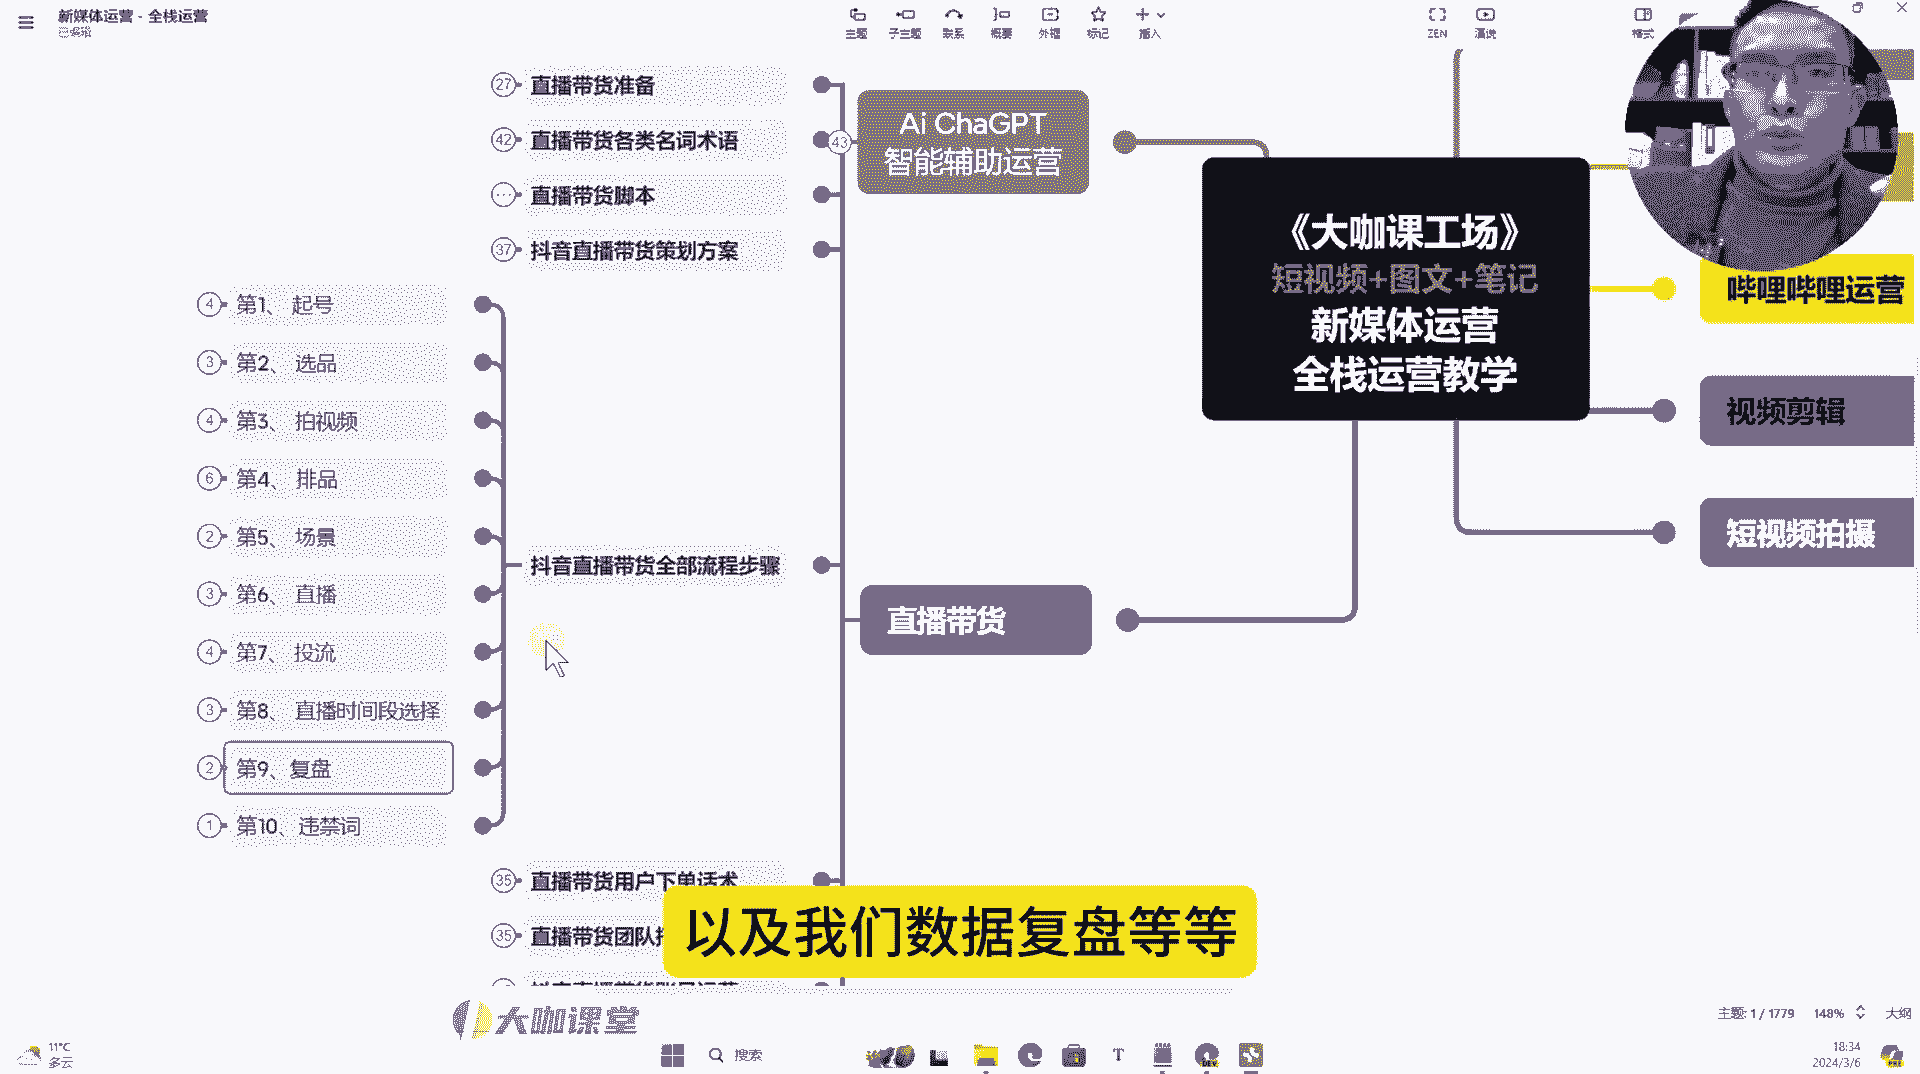 新媒体运营 - 全栈运营
已编辑
主题
子主题
联系
概要
外框
标记
插入
ZEN
演说
格式
27
直播带货准备
42
直播带货各类名词术语
直播带货脚本
37
抖音直播带货策划方案
43
Ai ChaGPT
智能辅助运营
《大咖课工场》
短视频+图文+笔记
新媒体运营
全栈运营教学
哔哩哔哩运营
视频剪辑
短视频拍摄
4
第1、 起号
3
第2、 选品
4
第3、 拍视频
6
第4、 排品
2
第5、 场景
3
第6、 直播
4
第7、 投流
3
第8、 直播时间段选择
2
第9、复盘
1
第10、违禁词
抖音直播带货全部流程步骤
直播带货
35
直播带货用户下单话术
35
直播带货团队
以及我们数据复盘等等
大咖课堂
主题: 1 / 1779
148%
大纲
11°C
多云
搜索
18:34
2024/3/6